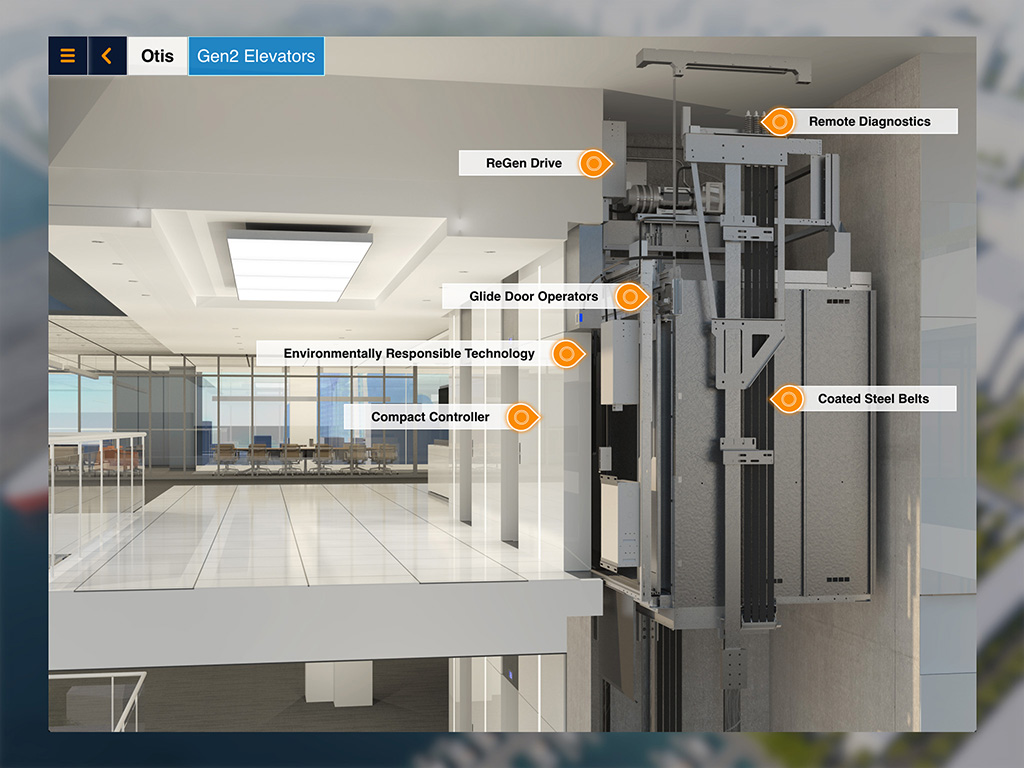 Otis
Gen2 Elevators
Remote Diagnostics
ReGen Drive
Glide Door Operators
Environmentally Responsible Technology
Compact Controller
Coated Steel Belts